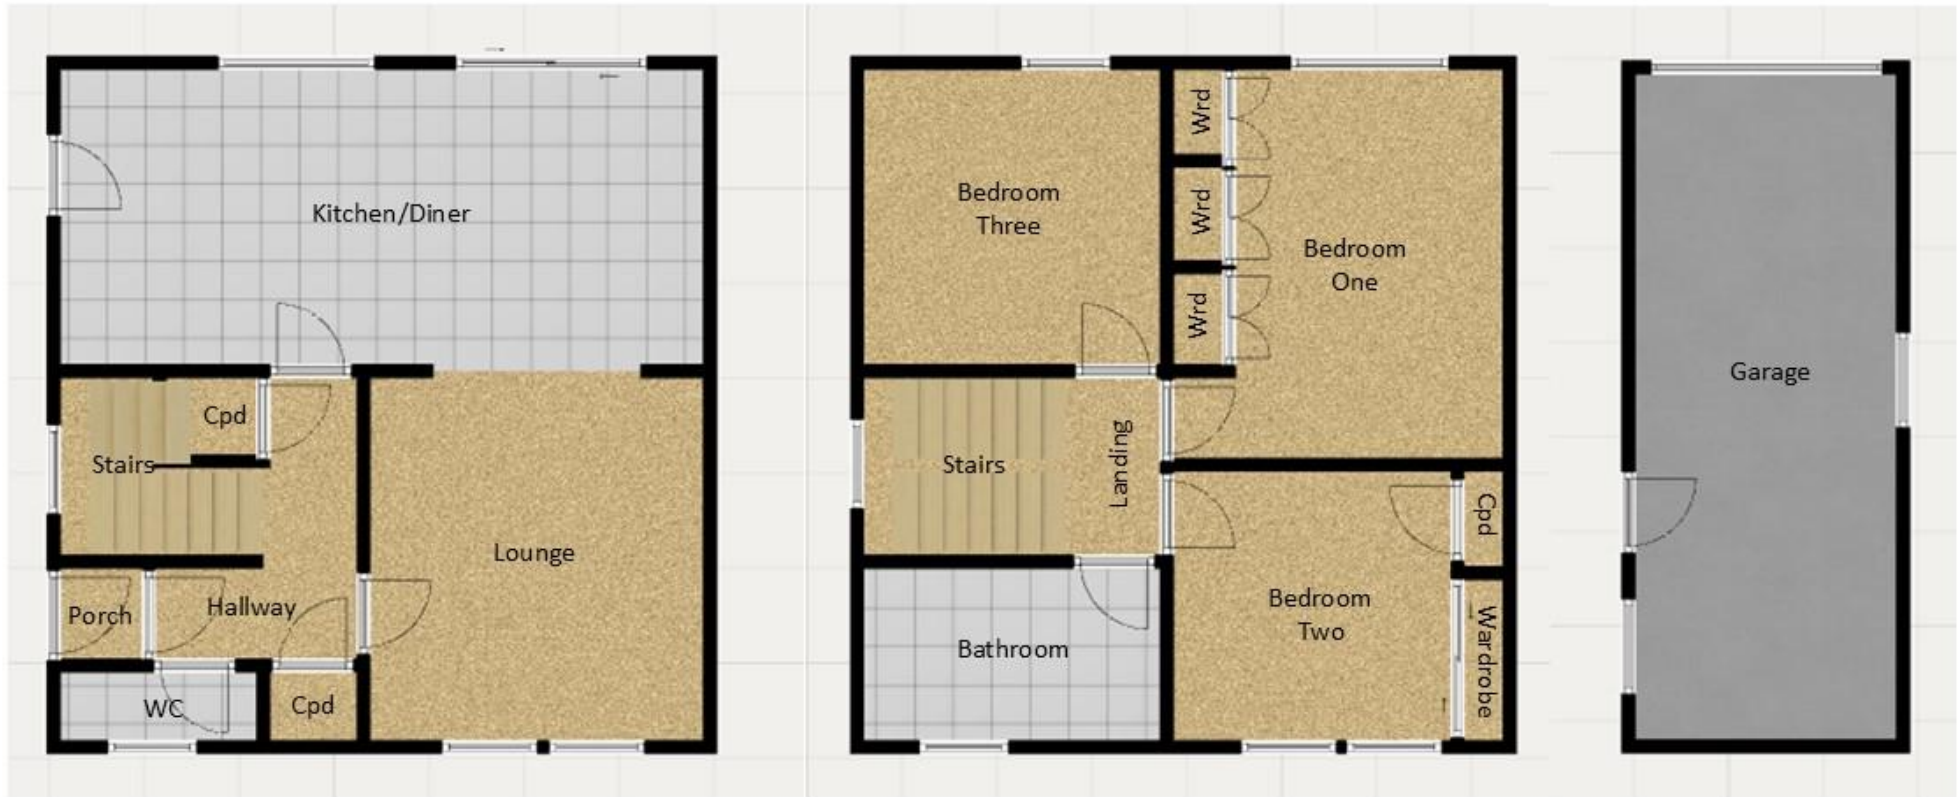 Kitchen/Diner
Cpd
Stairs
Lounge
Hallway
Porch
WC
Cpd
Bedroom
Three
Wrd
Wrd
Wrd
Bedroom
One
Stairs
Landing
Cpd
Bedroom
Two
Wardrobe
Bathroom
Garage